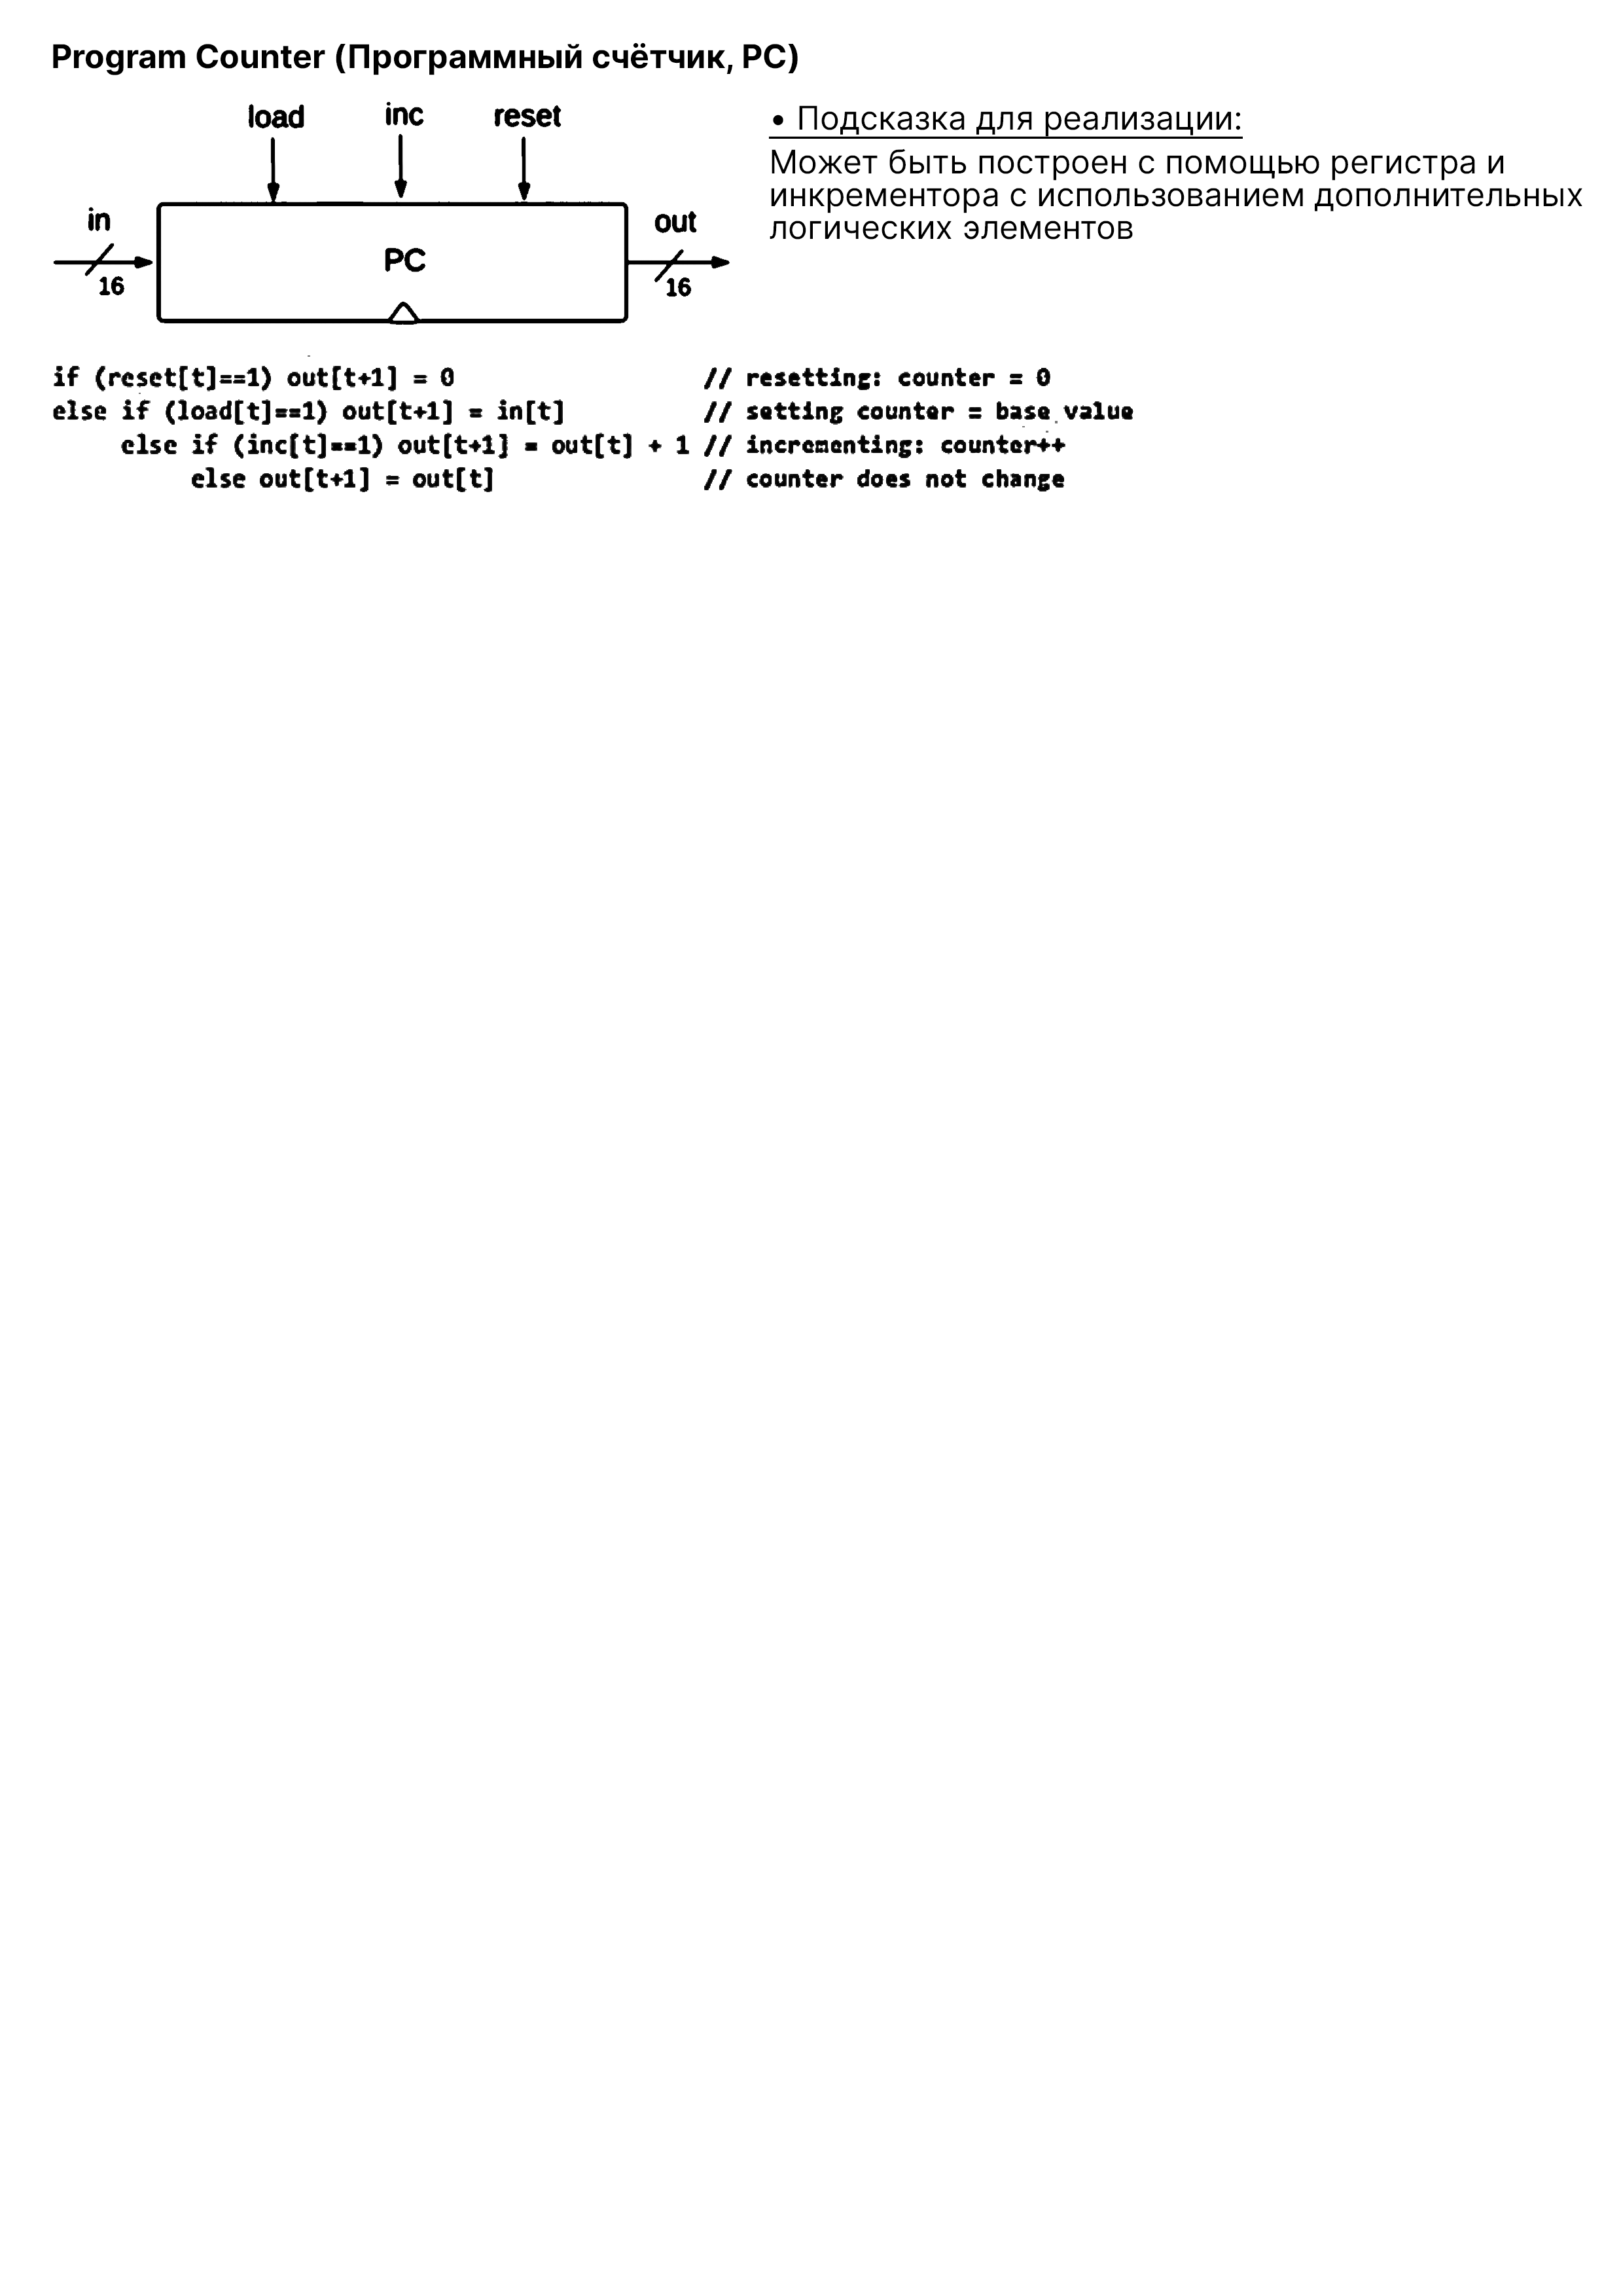 Program Counter (Программный счётчик, PC)
load inc reset
in
16
PC
out
16
• Подсказка для реализации:
Может быть построен с помощью регистра и
инкрементора с использованием дополнительных
логических элементов
if (reset[t]==1) out[t+1] = 0 // resetting: counter = 0
else if (load[t]==1) out[t+1] = in[t] // setting counter = base value
else if (inc[t]==1) out[t+1] = out[t] + 1 // incrementing: counter++
else out[t+1] = out[t] // counter does not change